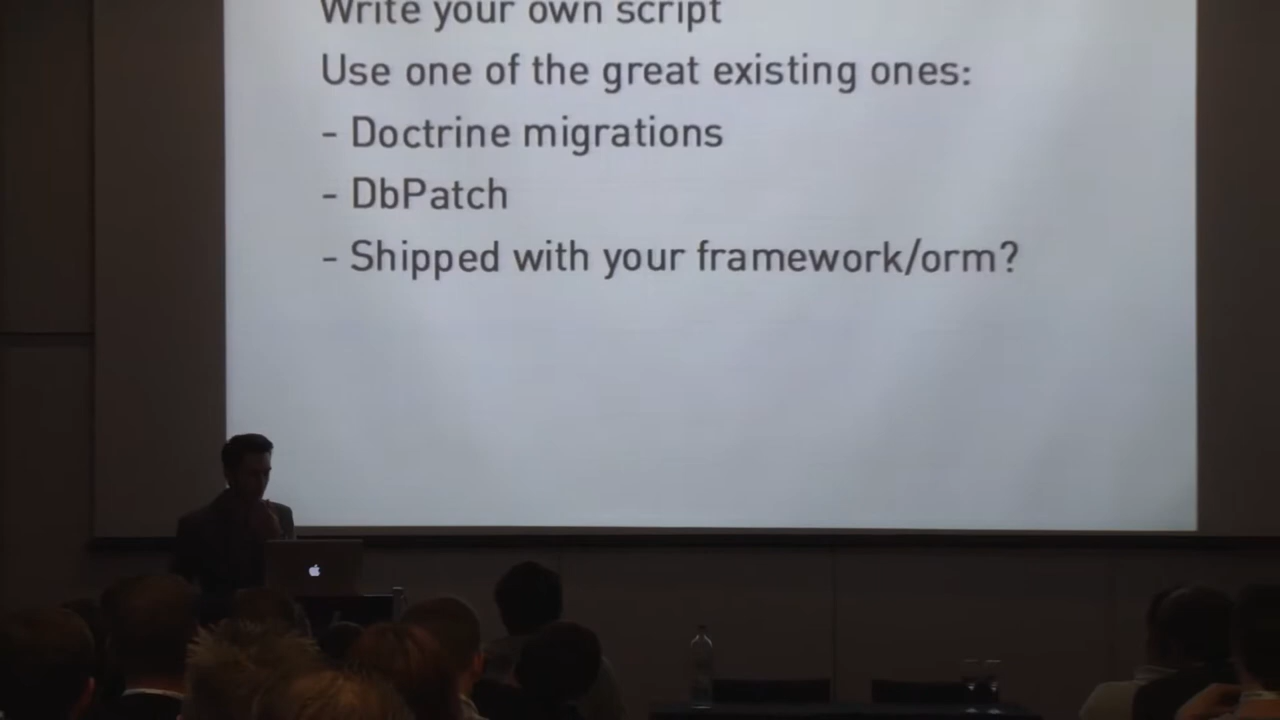 Write your own script
Use one of the great existing ones:
- Doctrine migrations
- DbPatch
- Shipped with your framework/orm?